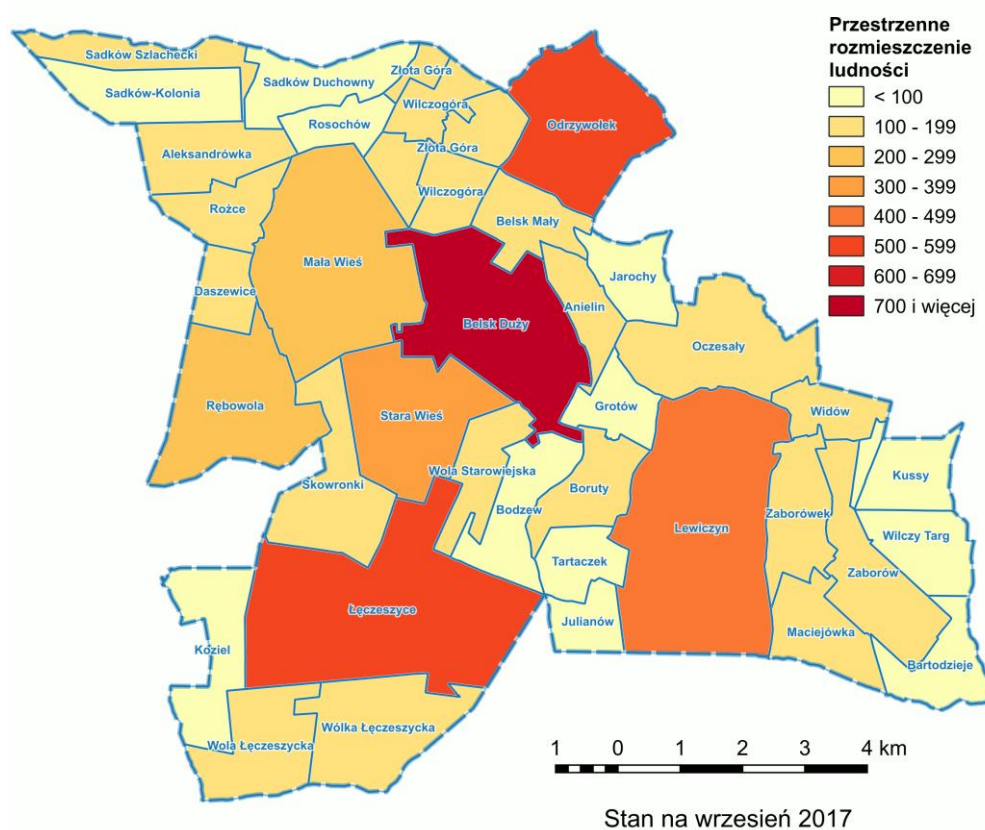 Przestrzenne
rozmieszczenie
ludności
< 100
100 - 199
200 - 299
300 - 399
400 - 499
500 - 599
600 - 699
700 i więcej
Sadków Szlachecki
Sadków Duchowny
Złota Góra
Sadków-Kolonia
Wilczogóra
Rosochów
Odrzywołek
Aleksandrówka
Złota Góra
Wilczogóra
Rożce
Belsk Mały
Mała Wieś
Jarochy
Daszewice
Anielin
Belsk Duży
Oczesały
Rębowola
Grotów
Stara Wieś
Widów
Wola Starowiejska
Boruty
Kussy
Skowronki
Zaborówek
Bodzew
Lewiczyn
Wilczy Targ
Tartaczek
Zaborów
Łęczeszyce
Julianów
Maciejówka
Koziel
Bartodzieje
Wólka Łęczeszycka
Wola Łęczeszycka
1 0 1 2 3 4 km
Stan na wrzesień 2017